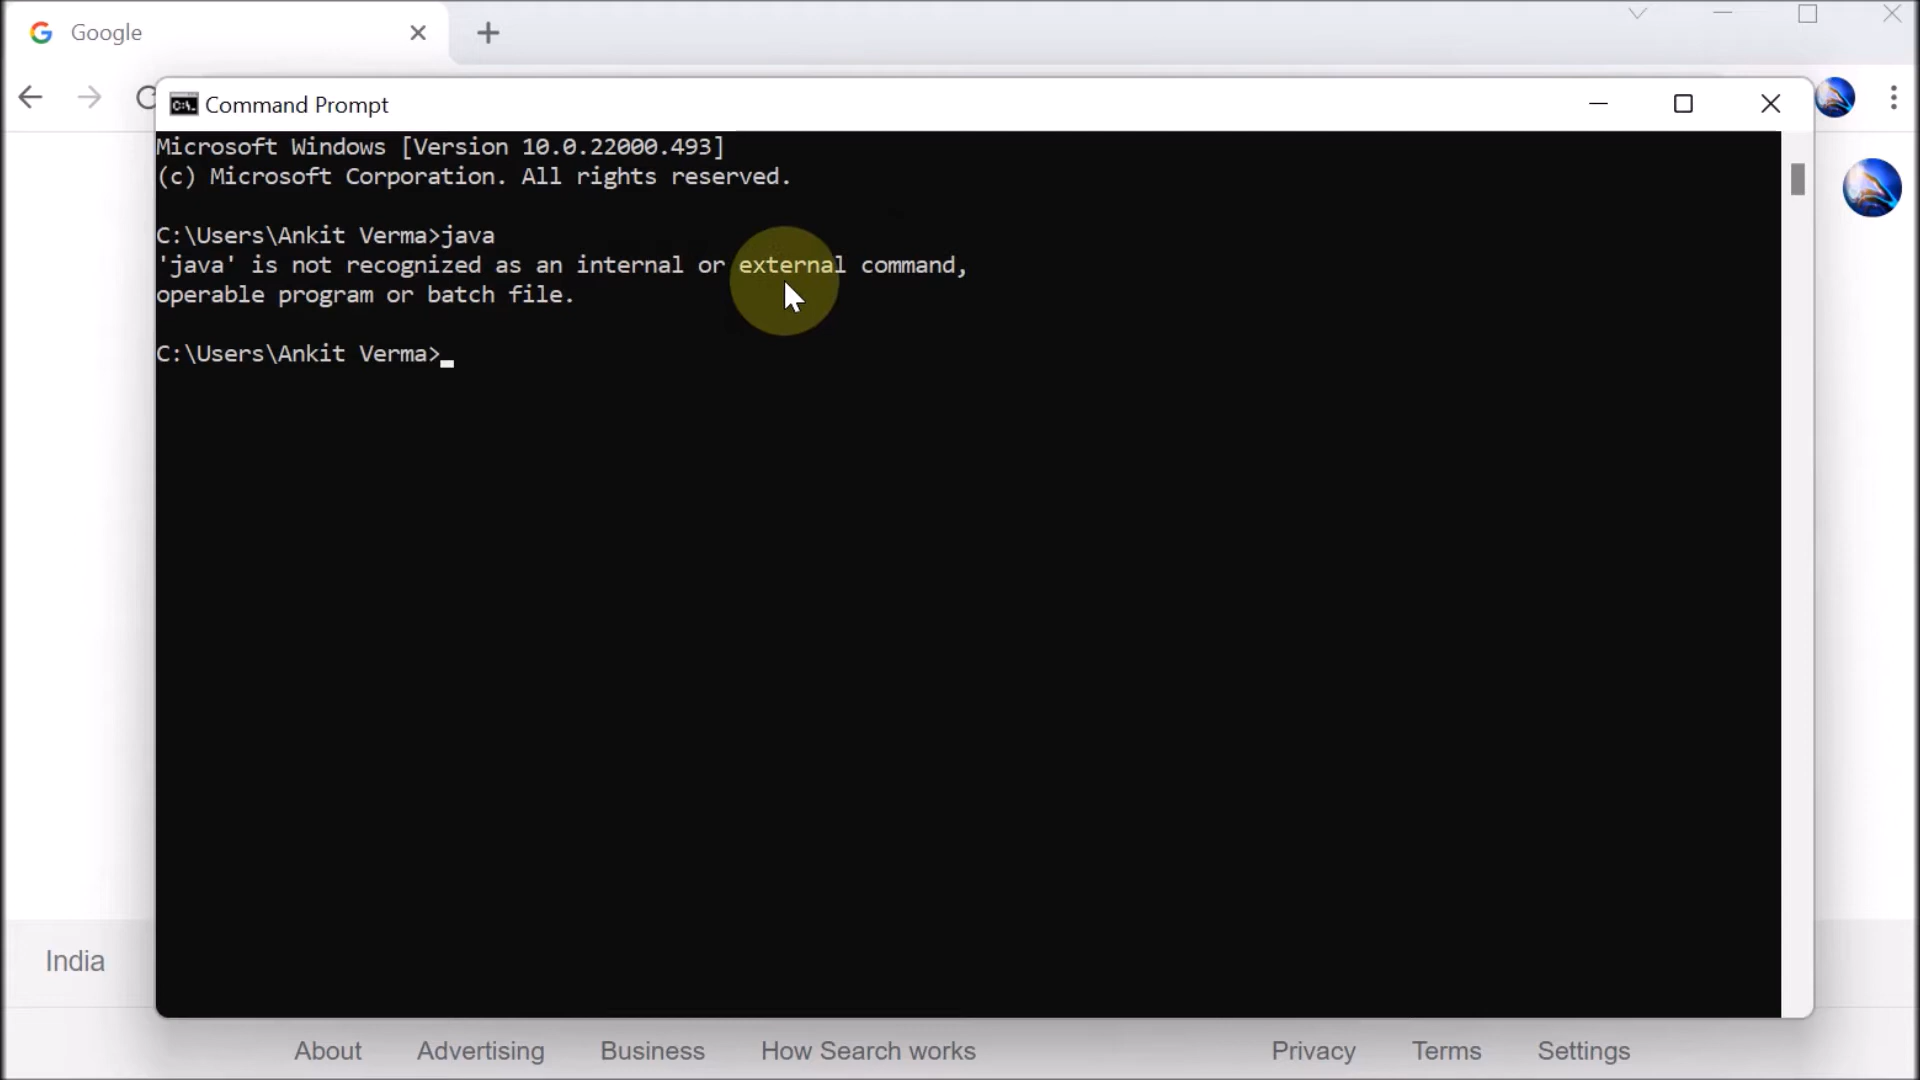 Google
Command Prompt
Microsoft Windows [Version 10.0.22000.493]
(c) Microsoft Corporation. All rights reserved.
C:\Users\Ankit Verma>java
'java' is not recognized as an internal or external command,
operable program or batch file.
C:\Users\Ankit Verma>
India
About Advertising Business How Search works Privacy Terms Settings